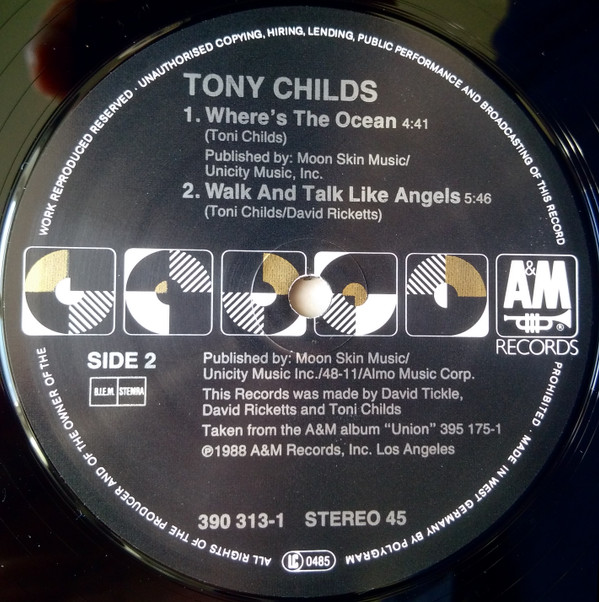 WORK REPRODUCED RESERVED · UNAUTHORISED COPYING, HIRING, LENDING, PUBLIC PERFORMANCE AND BROADCASTING OF THIS RECORD
PROHIBITED · MADE IN WEST GERMANY BY POLYGRAM
ALL RIGHTS OF THE PRODUCER AND OF THE OWNER OF THE
TONY CHILDS
1. Where's The Ocean 4:41
(Toni Childs)
Published by: Moon Skin Music/
Unicity Music, Inc.
2. Walk And Talk Like Angels 5:46
(Toni Childs/David Ricketts)
A&M
®
RECORDS
SIDE 2
B.I.E.M. STEMRA
Published by: Moon Skin Music/
Unicity Music Inc./48-11/Almo Music Corp.
This Records was made by David Tickle,
David Ricketts and Toni Childs
Taken from the A&M album “Union” 395 175-1
℗1988 A&M Records, Inc. Los Angeles
390 313-1 STEREO 45
LC 0485